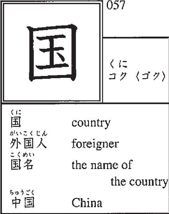 057
国
くに
コク〈ゴク〉
くに
国 country
がいこくじん
外国人 foreigner
こくめい
国名 the name of
the country
ちゅうごく
中国 China